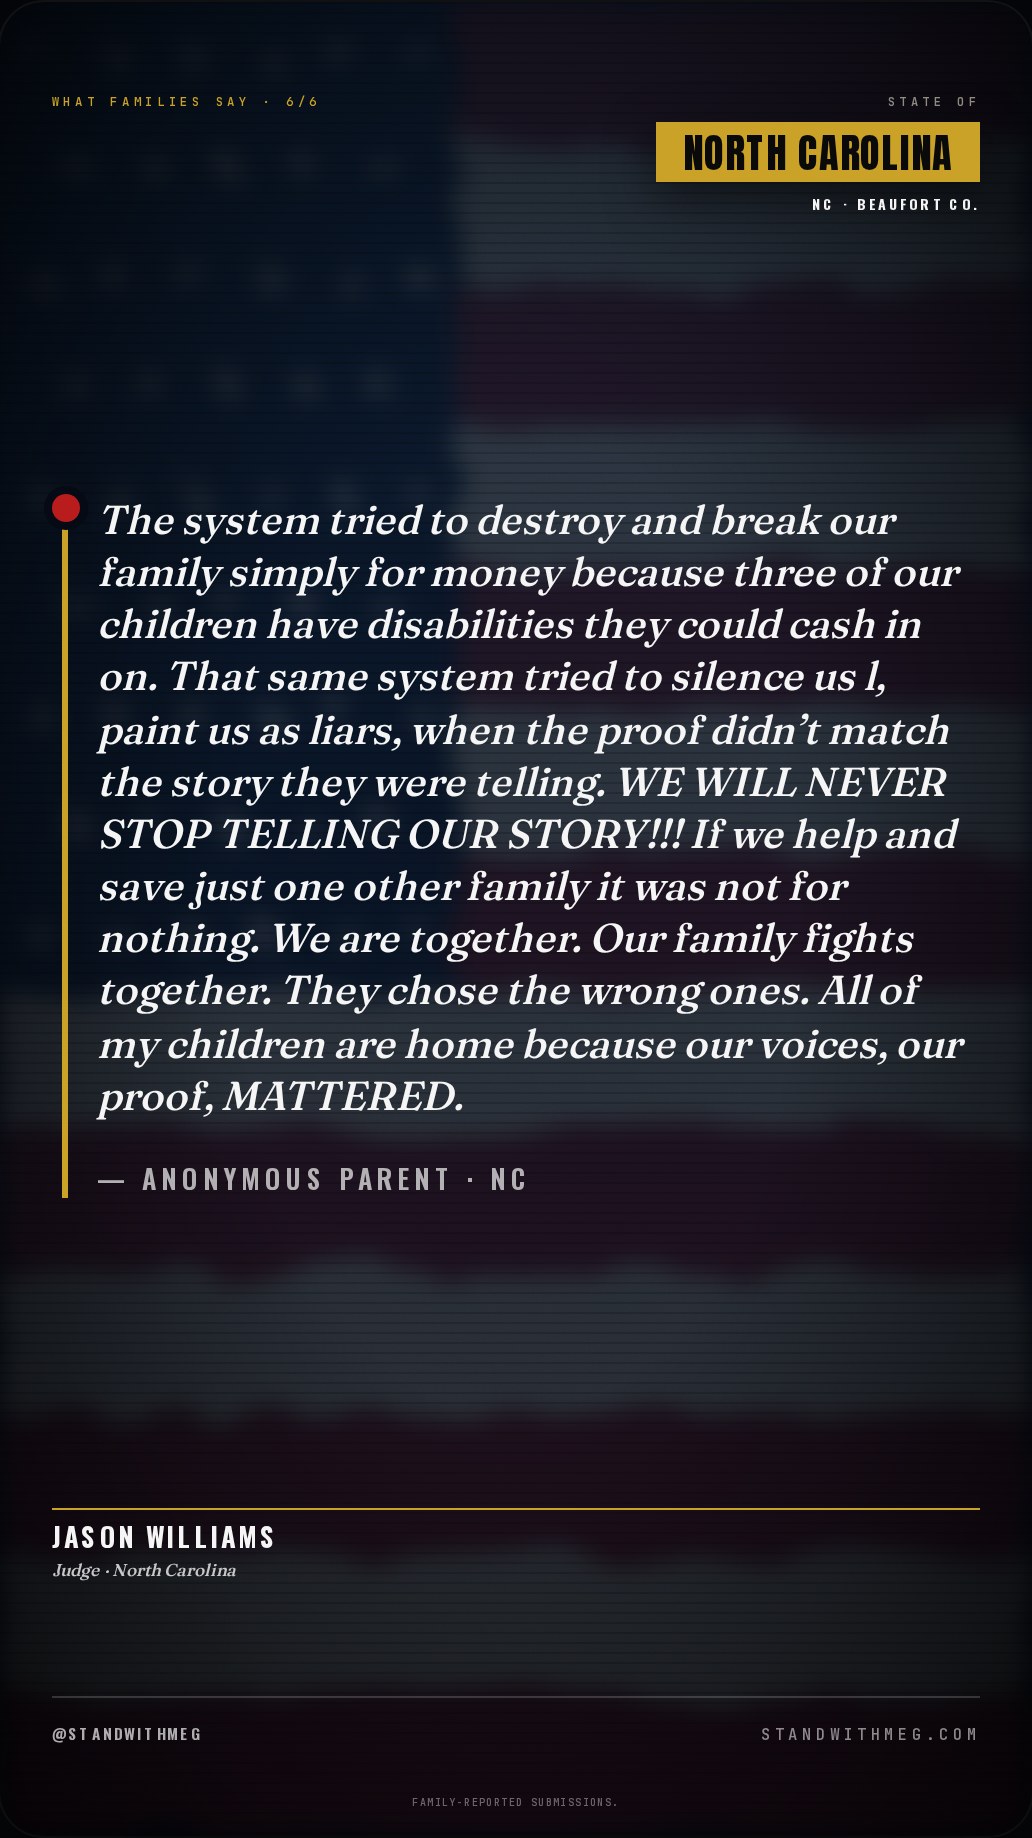 WHAT FAMILIES SAY · 6/6
STATE OF
NORTH CAROLINA
NC · BEAUFORT CO.
The system tried to destroy and break our
family simply for money because three of our
children have disabilities they could cash in
on. That same system tried to silence us l,
paint us as liars, when the proof didn’t match
the story they were telling. WE WILL NEVER
STOP TELLING OUR STORY!!! If we help and
save just one other family it was not for
nothing. We are together. Our family fights
together. They chose the wrong ones. All of
my children are home because our voices, our
proof, MATTERED.
— ANONYMOUS PARENT · NC
JASON WILLIAMS
Judge · North Carolina
@STANDWITHMEG
STANDWITHMEG.COM
FAMILY-REPORTED SUBMISSIONS.